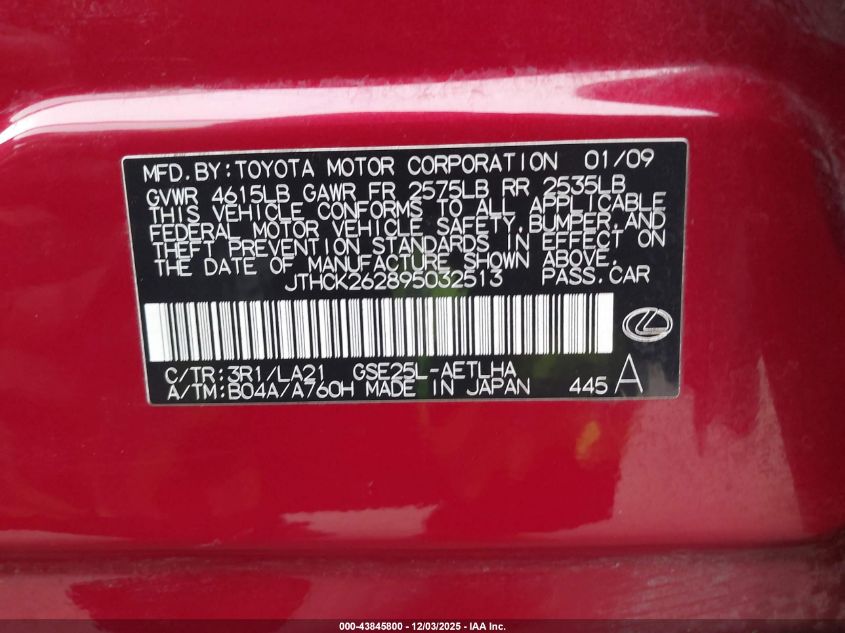 MFD.BY:TOYOTA MOTOR CORPORATION 01/09
GVWR 4615LB GAWR FR 2575LB RR 2535LB
THIS VEHICLE CONFORMS TO ALL APPLICABLE
FEDERAL MOTOR VEHICLE SAFETY,BUMPER,AND
THEFT PREVENTION STANDARDS IN EFFECT ON
THE DATE OF MANUFACTURE SHOWN ABOVE.
JTHCK262895032513 PASS.CAR
C/TR:3R1/LA21 GSE25L-AETLHA
A/TM:B04A/A760H MADE IN JAPAN 445 A
000-43845800 - 12/03/2025 - IAA Inc.